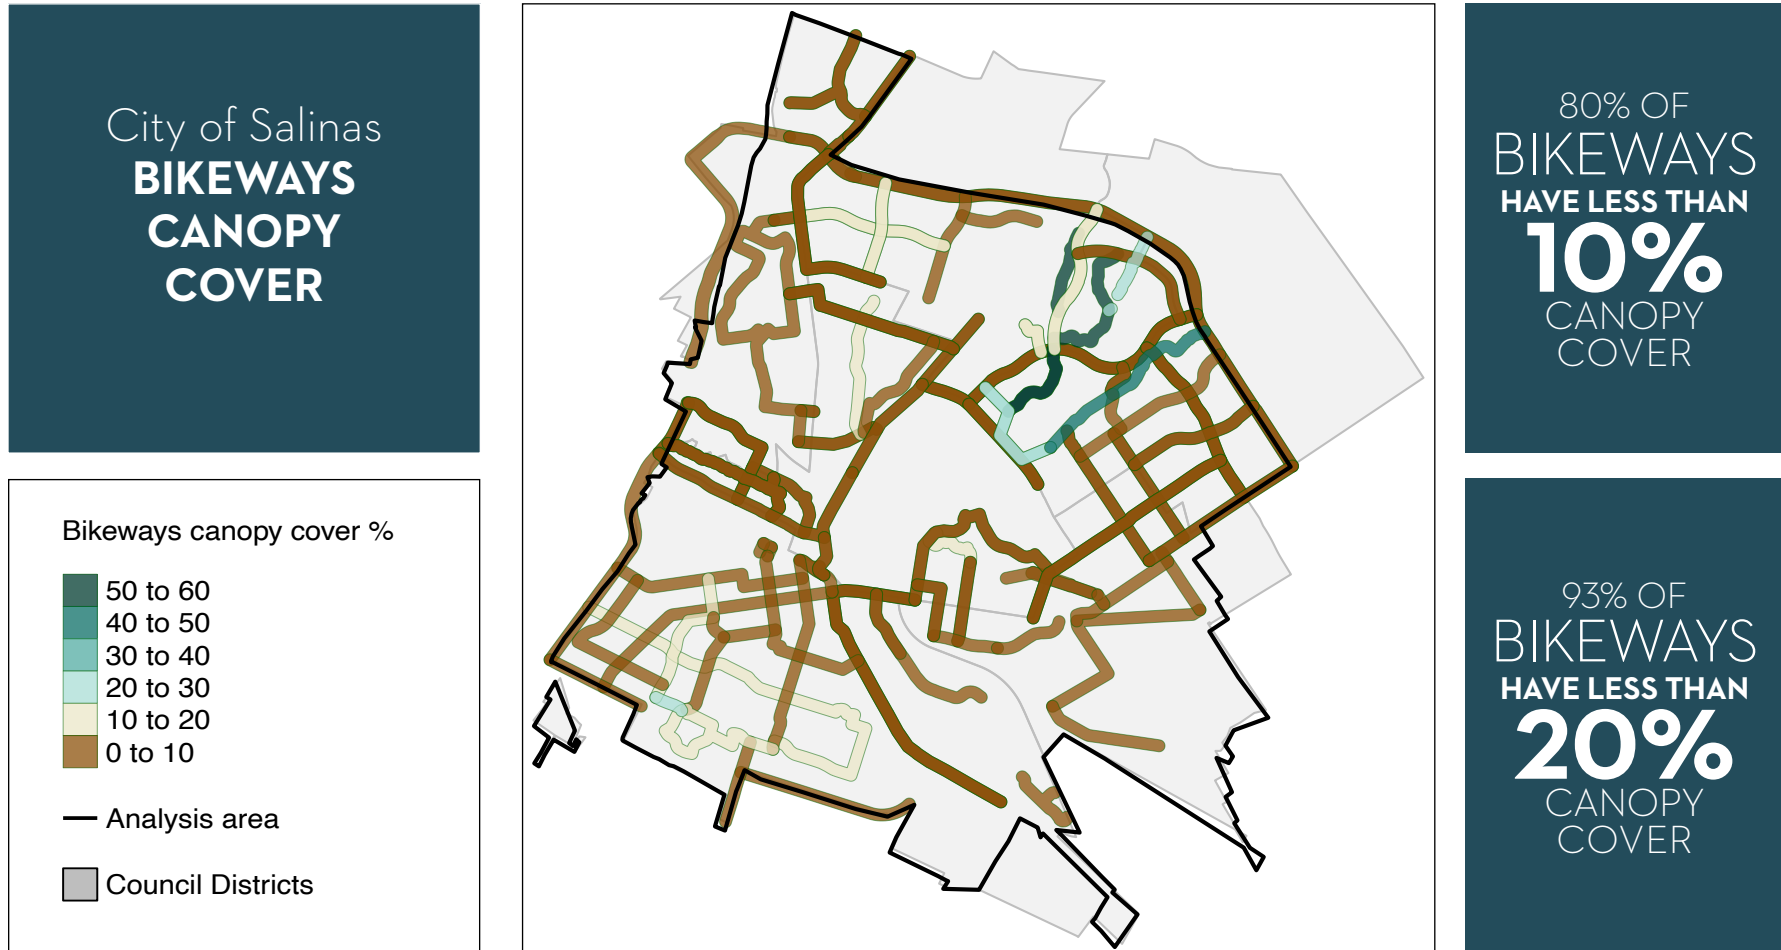 City of Salinas
BIKEWAYS
CANOPY
COVER
Bikeways canopy cover %
50 to 60
40 to 50
30 to 40
20 to 30
10 to 20
0 to 10
Analysis area
Council Districts
80% OF
BIKEWAYS
HAVE LESS THAN
10%
CANOPY
COVER
93% OF
BIKEWAYS
HAVE LESS THAN
20%
CANOPY
COVER